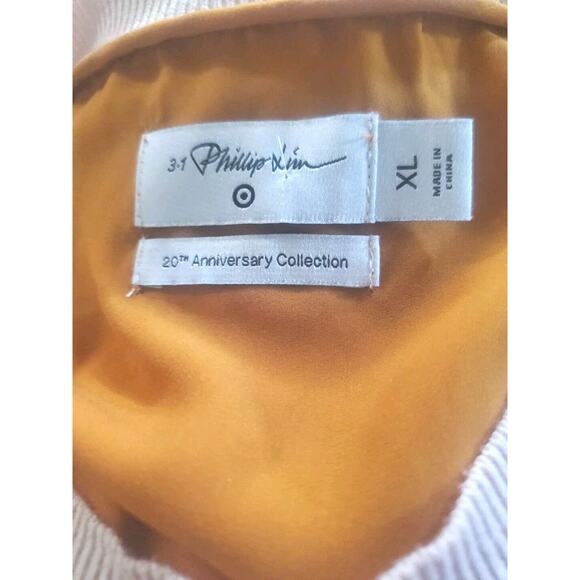 3·1 Phillip Lim
20TH Anniversary Collection
XL
MADE IN
CHINA